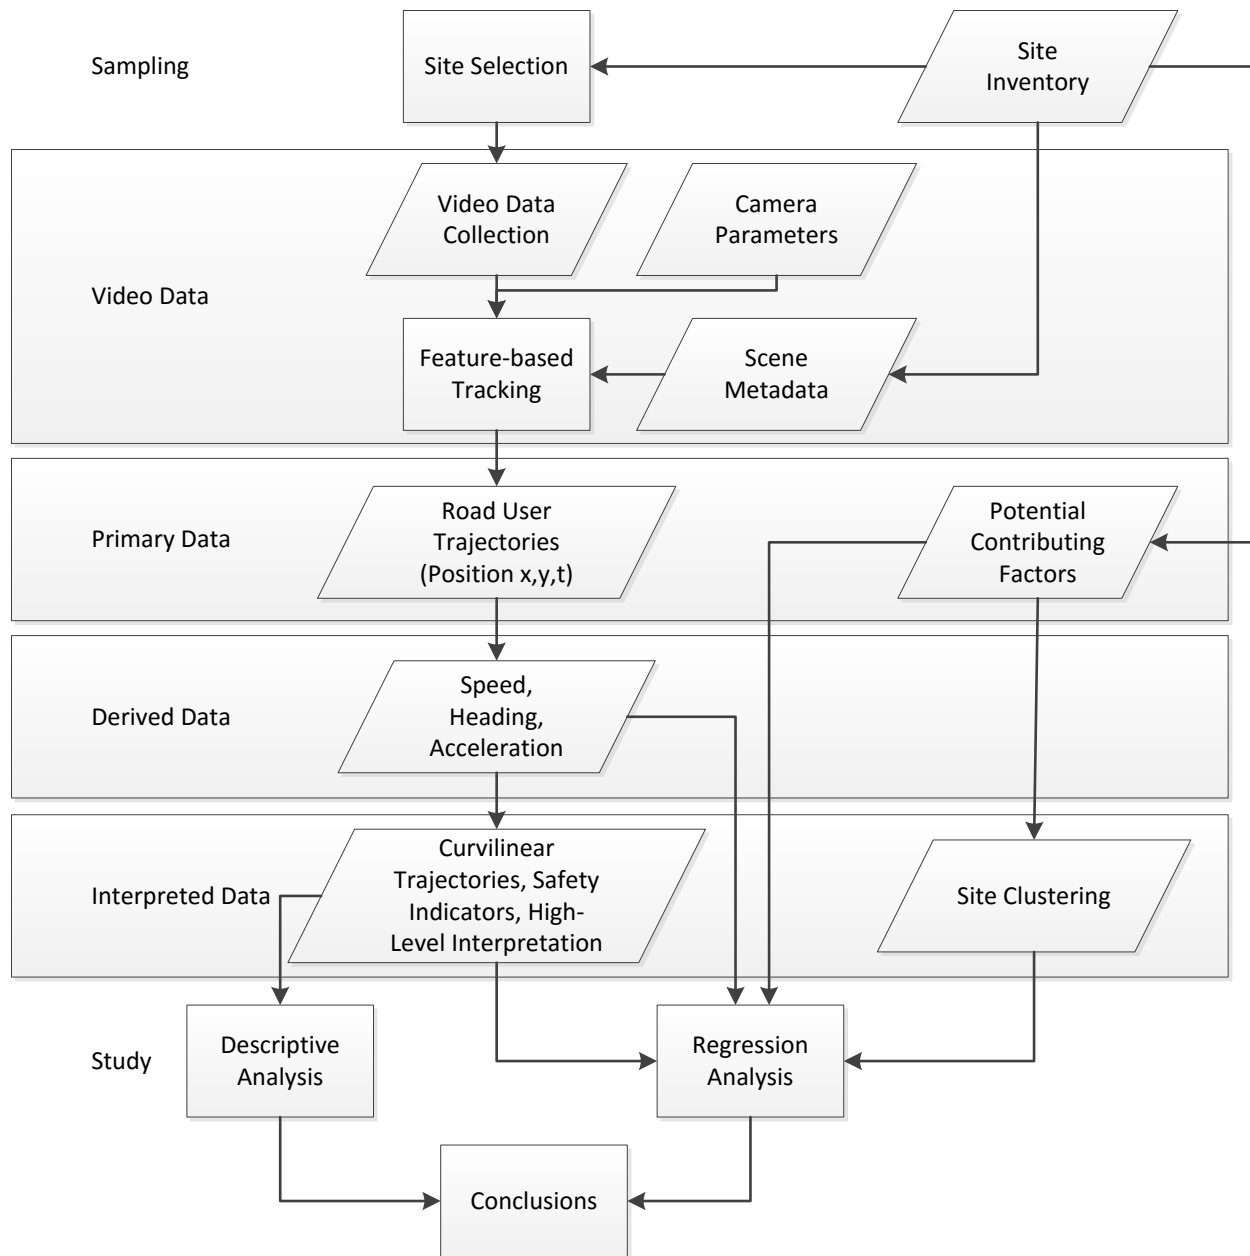 Sampling
Site Selection
Site
Inventory
Video Data
Collection
Camera
Parameters
Video Data
Feature-based
Tracking
Scene
Metadata
Primary Data
Road User
Trajectories
(Position x,y,t)
Potential
Contributing
Factors
Derived Data
Speed,
Heading,
Acceleration
Interpreted Data
Curvilinear
Trajectories, Safety
Indicators, High-
Level Interpretation
Site Clustering
Study
Descriptive
Analysis
Regression
Analysis
Conclusions